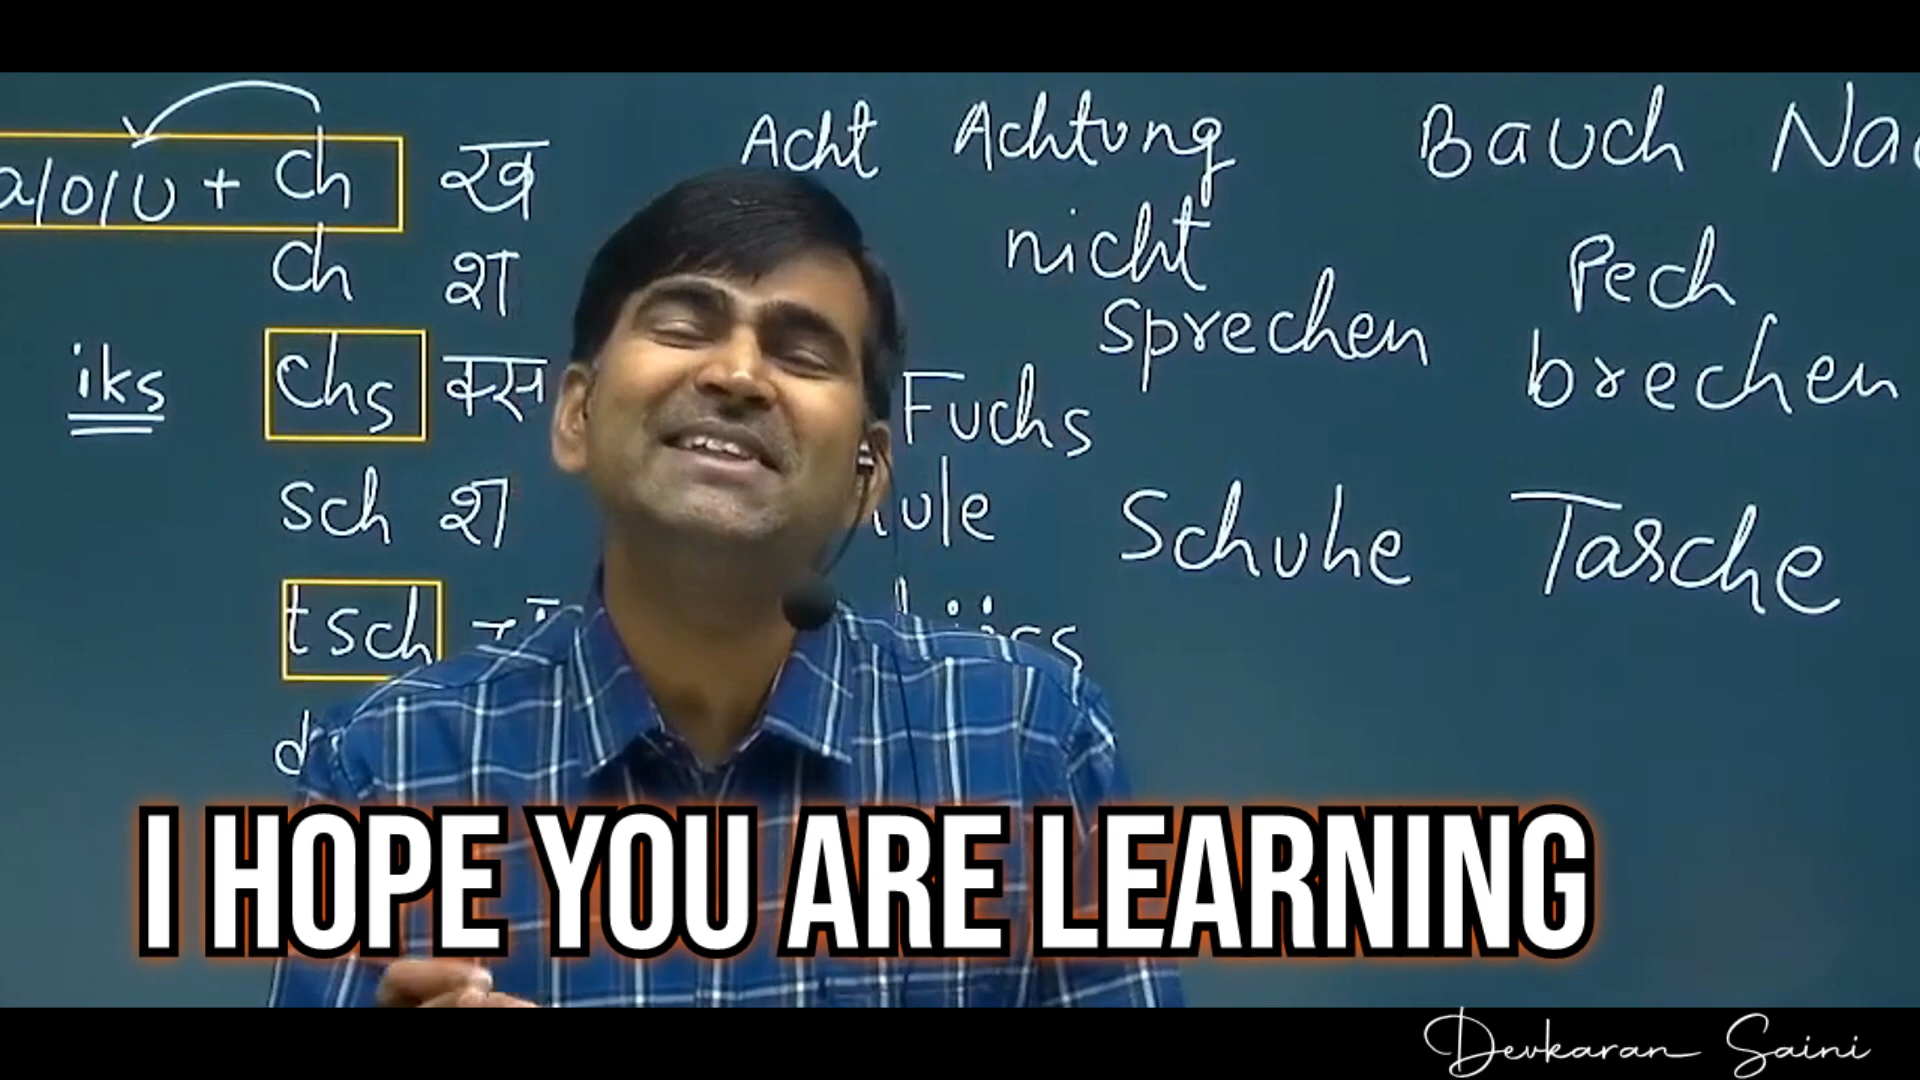 a/o/u + ch ख Acht Achtung Bauch
ch श nicht Pech
sprechen brechen
iks chs क्स Fuchs
sch श Schuhe Tasche
tsch
I HOPE YOU ARE LEARNING
Devkaran Saini